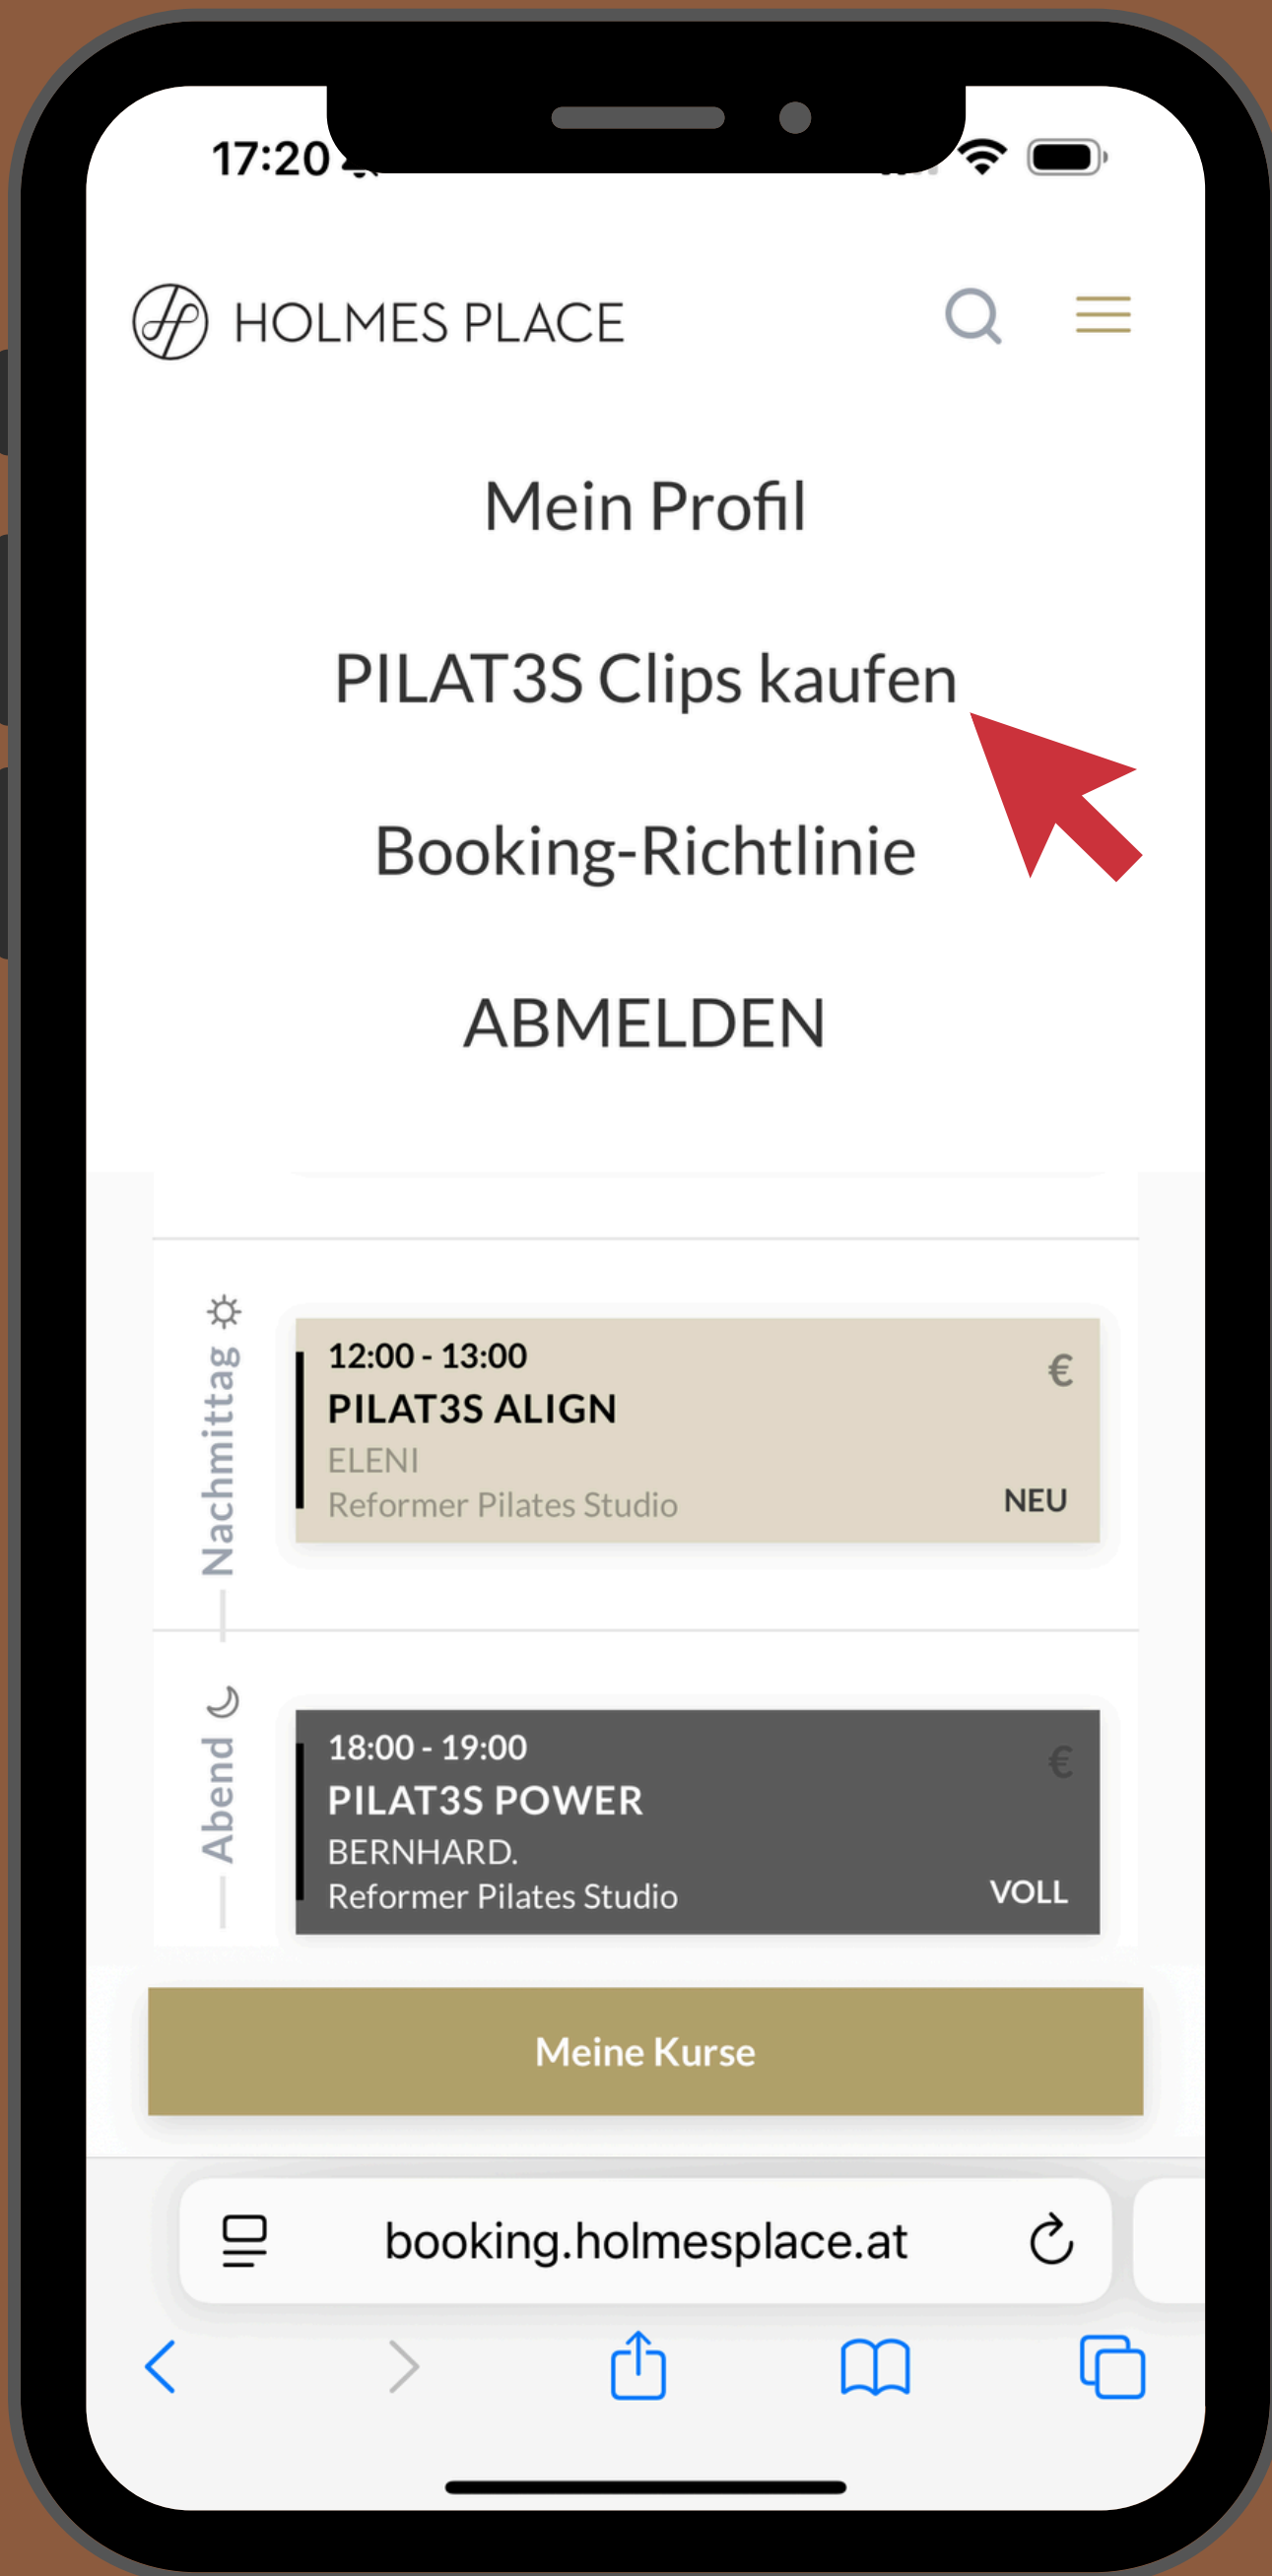 17:20
HOLMES PLACE
Mein Profil
PILAT3S Clips kaufen
Booking-Richtlinie
ABMELDEN
Nachmittag
12:00 - 13:00
€
PILAT3S ALIGN
ELENI
Reformer Pilates Studio
NEU
Abend
18:00 - 19:00
€
PILAT3S POWER
BERNHARD.
Reformer Pilates Studio
VOLL
Meine Kurse
booking.holmesplace.at